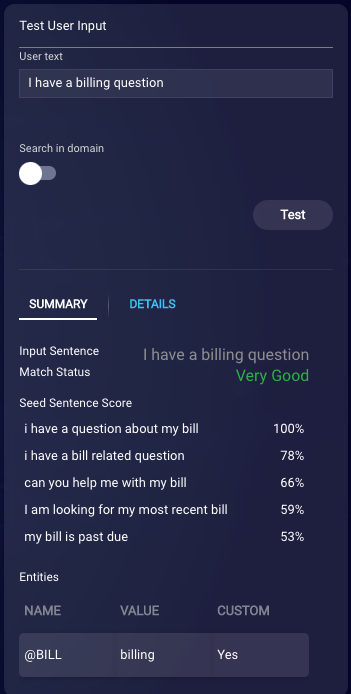 Test User Input
User text
I have a billing question
Search in domain
Test
SUMMARY DETAILS
Input Sentence I have a billing question
Match Status Very Good
Seed Sentence Score
i have a question about my bill 100%
i have a bill related question 78%
can you help me with my bill 66%
I am looking for my most recent bill 59%
my bill is past due 53%
Entities
NAME VALUE CUSTOM
@BILL billing Yes